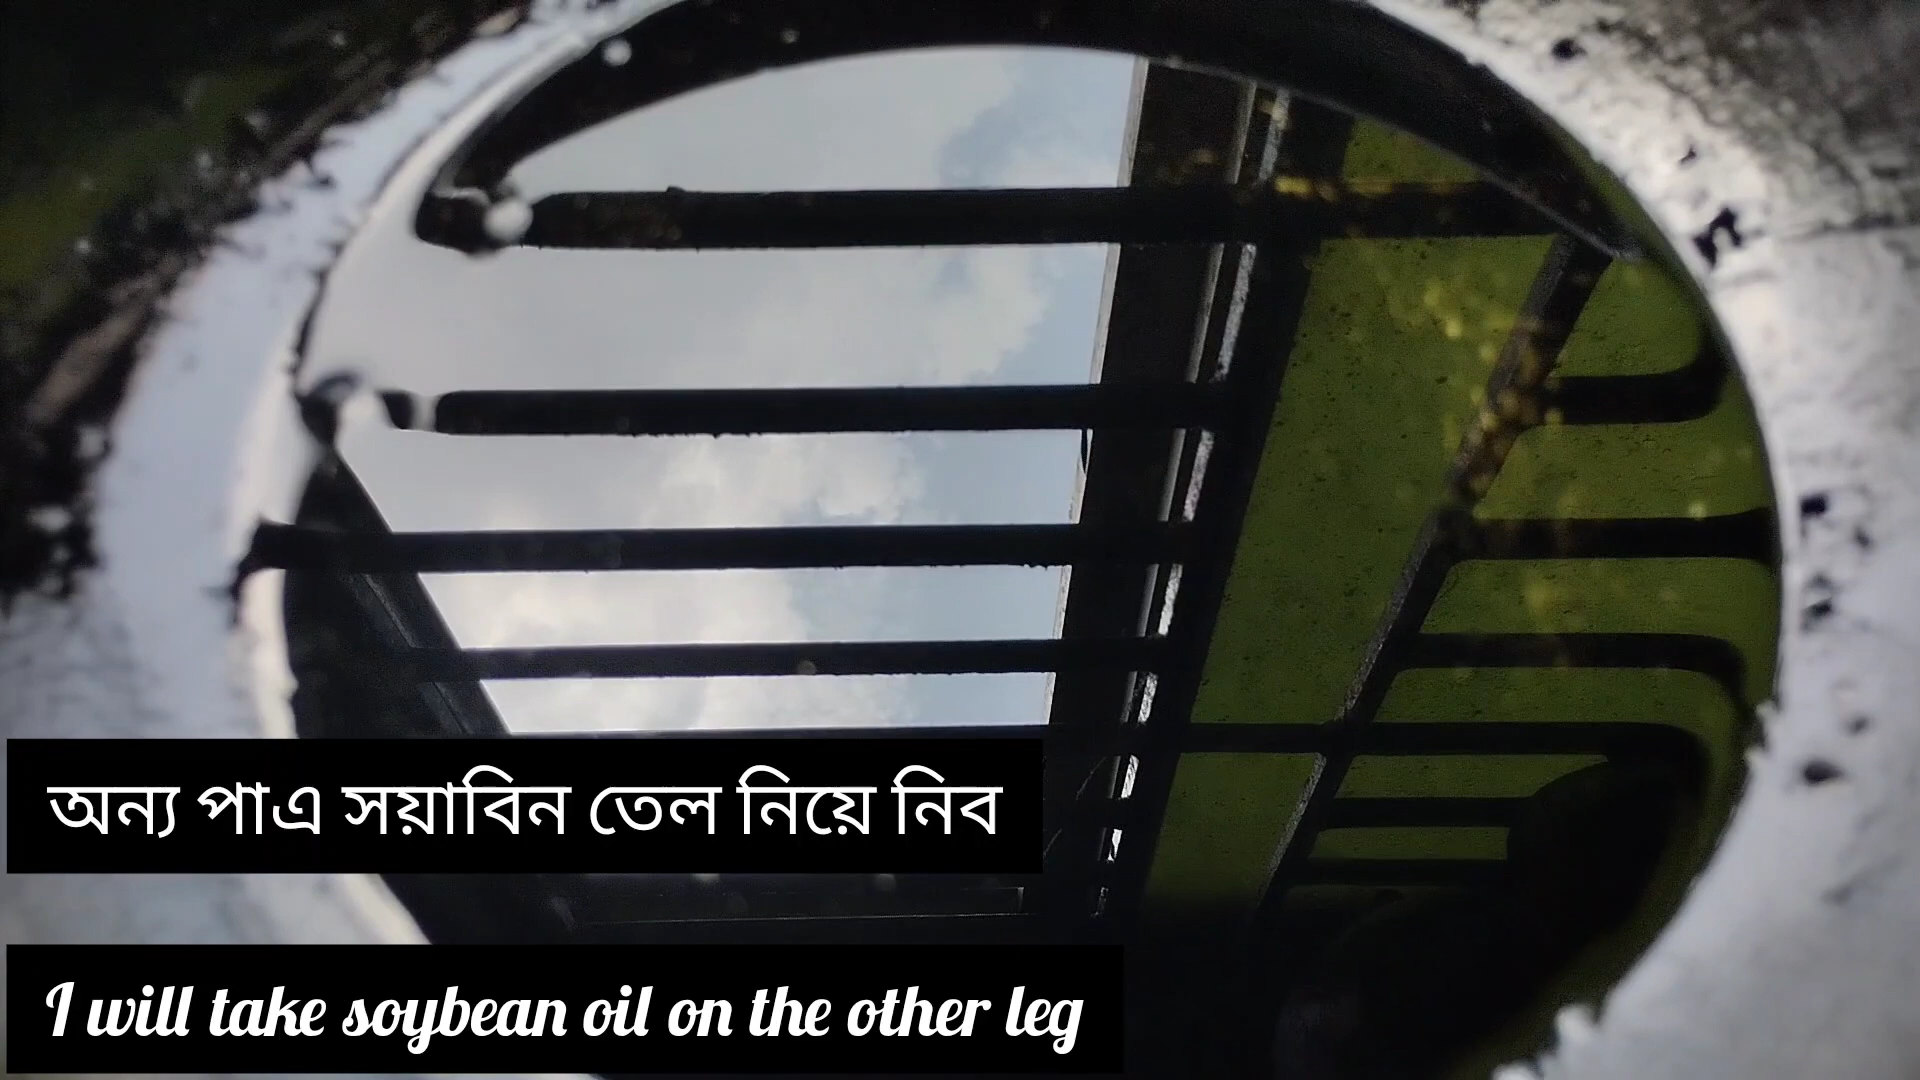 অন্য পাএ সয়াবিন তেল নিয়ে নিব
I will take soybean oil on the other leg